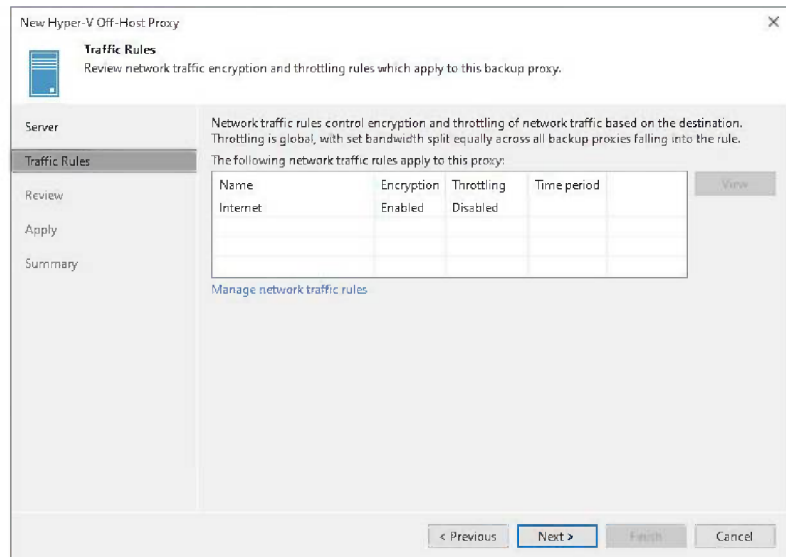 New Hyper-V Off-Host Proxy
Traffic Rules
Review network traffic encryption and throttling rules which apply to this backup proxy.
Server
Traffic Rules
Review
Apply
Summary
Network traffic rules control encryption and throttling of network traffic based on the destination.
Throttling is global, with set bandwidth split equally across all backup proxies falling into the rule.
The following network traffic rules apply to this proxy:
Name Encryption Throttling Time period
Internet Enabled Disabled
View
Manage network traffic rules
< Previous Next > Finish Cancel